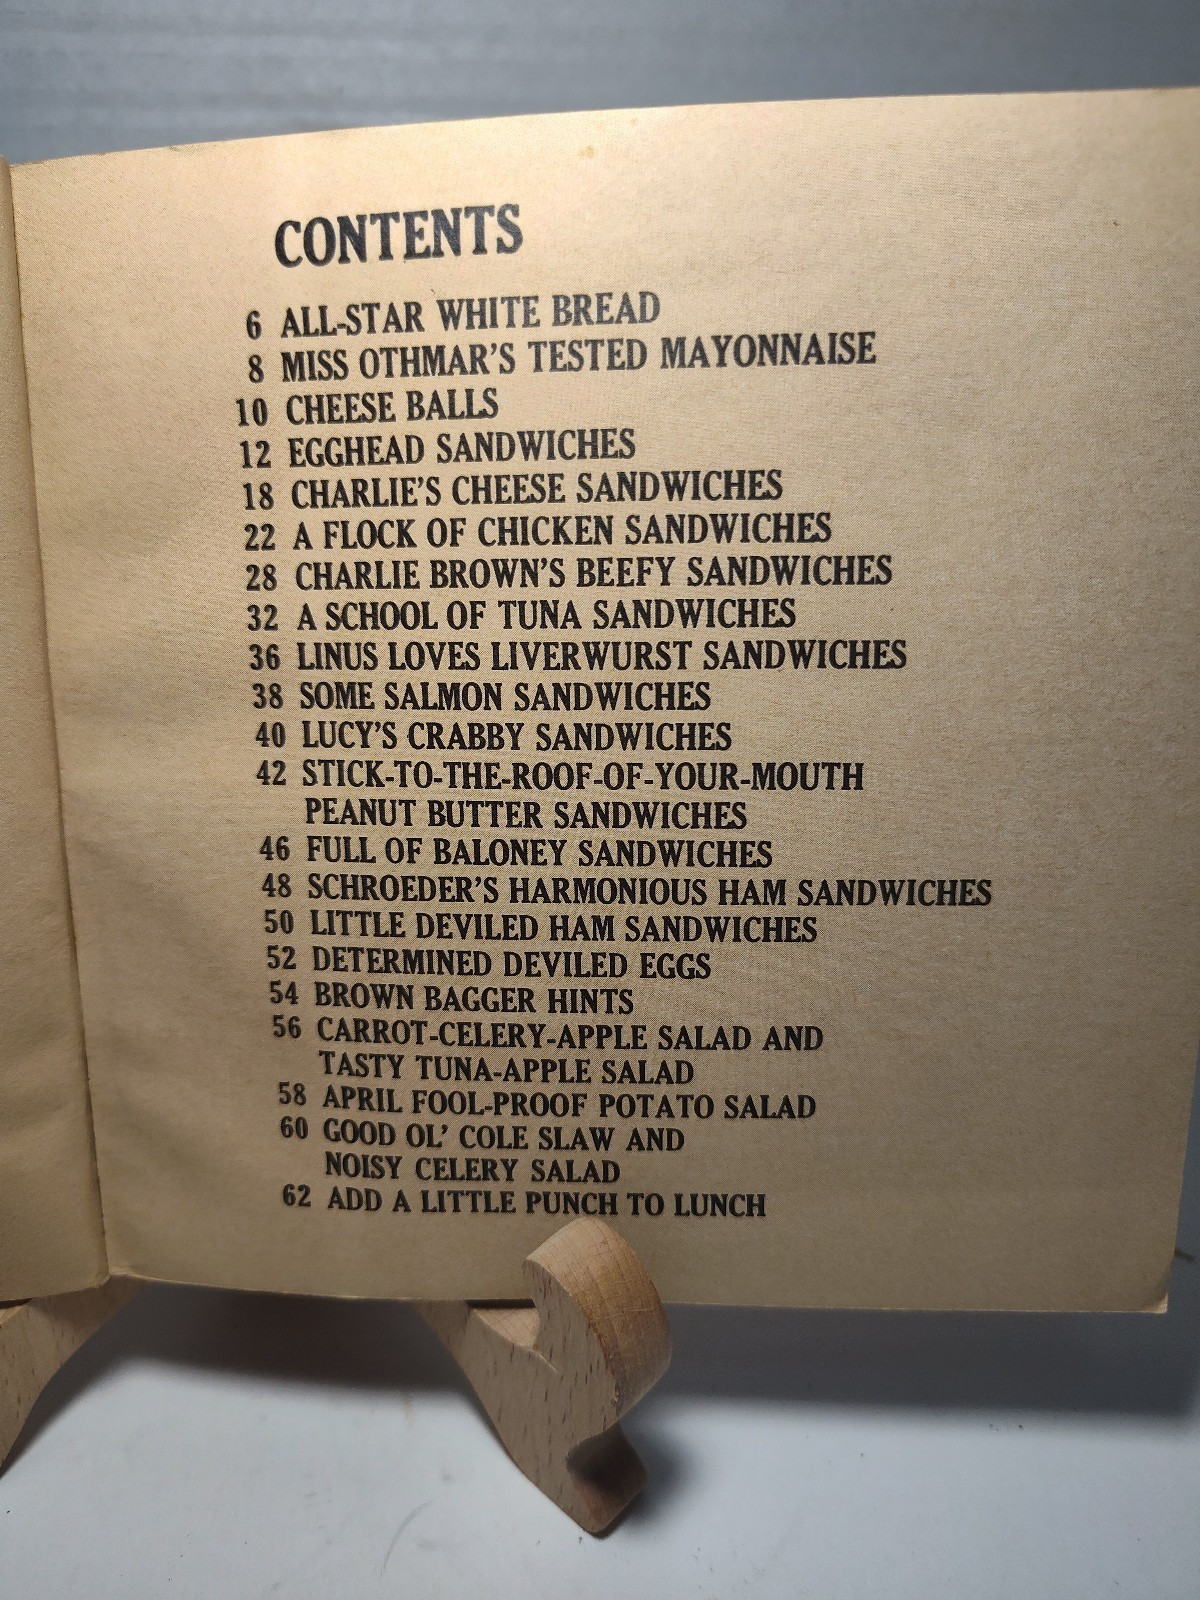 CONTENTS
6 ALL-STAR WHITE BREAD
8 MISS OTHMAR'S TESTED MAYONNAISE
10 CHEESE BALLS
12 EGGHEAD SANDWICHES
18 CHARLIE'S CHEESE SANDWICHES
22 A FLOCK OF CHICKEN SANDWICHES
28 CHARLIE BROWN'S BEEFY SANDWICHES
32 A SCHOOL OF TUNA SANDWICHES
36 LINUS LOVES LIVERWURST SANDWICHES
38 SOME SALMON SANDWICHES
40 LUCY'S CRABBY SANDWICHES
42 STICK-TO-THE-ROOF-OF-YOUR-MOUTH
PEANUT BUTTER SANDWICHES
46 FULL OF BALONEY SANDWICHES
48 SCHROEDER'S HARMONIOUS HAM SANDWICHES
50 LITTLE DEVILED HAM SANDWICHES
52 DETERMINED DEVILED EGGS
54 BROWN BAGGER HINTS
56 CARROT-CELERY-APPLE SALAD AND
TASTY TUNA-APPLE SALAD
58 APRIL FOOL-PROOF POTATO SALAD
60 GOOD OL' COLE SLAW AND
NOISY CELERY SALAD
62 ADD A LITTLE PUNCH TO LUNCH